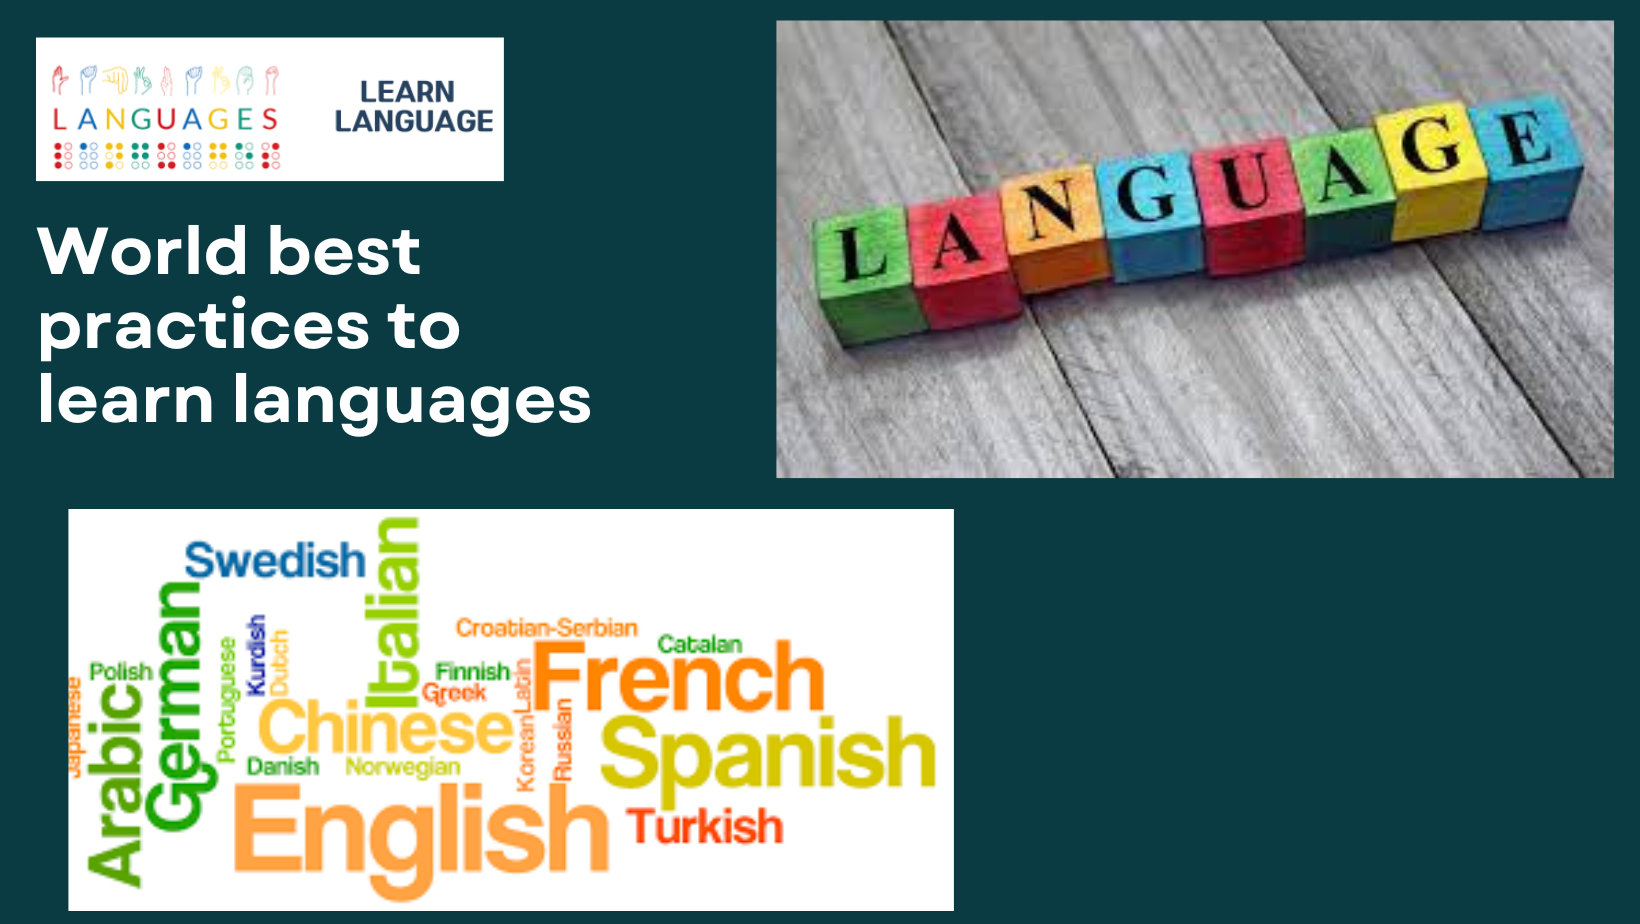 LANGUAGES
LEARN
LANGUAGE
World best
practices to
learn languages
LANGUAGE
Swedish
Italian
German
Croatian-Serbian
Catalan
Kurdish
Dutch
Portuguese
Polish
Finnish
Greek
Latin
French
Japanese
Arabic
Chinese
Korean
Russian
Spanish
Danish
Norwegian
English
Turkish